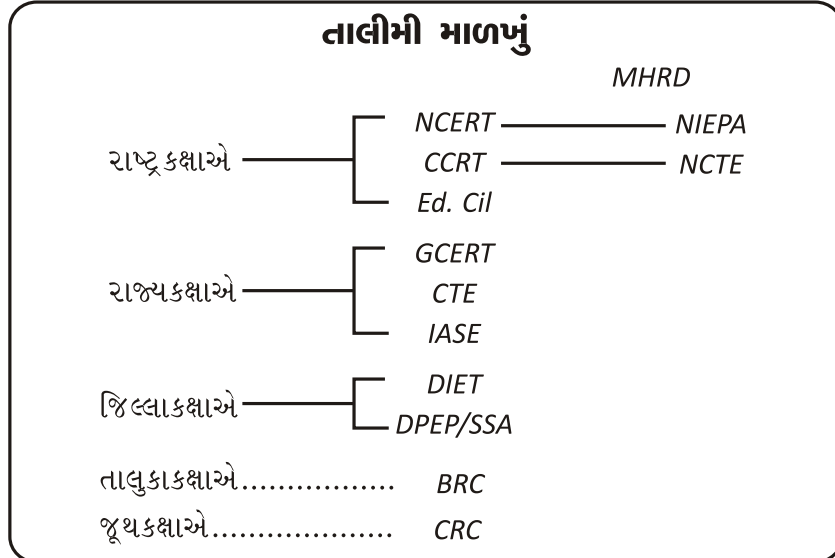 તાલીમી માળખું
MHRD
NCERT NIEPA
રાષ્ટ્રકક્ષાએ CCRT NCTE
Ed. Cil
GCERT
રાજ્યકક્ષાએ CTE
IASE
DIET
જિલ્લાકક્ષાએ
DPEP/SSA
તાલુકાકક્ષાએ................. BRC
જૂથકક્ષાએ.................... CRC